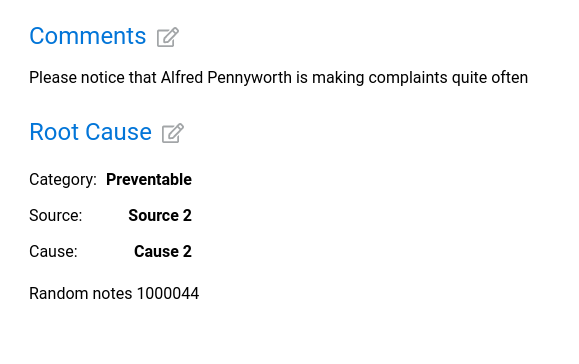 Comments
Please notice that Alfred Pennyworth is making complaints quite often
Root Cause
Category: Preventable
Source: Source 2
Cause: Cause 2
Random notes 1000044